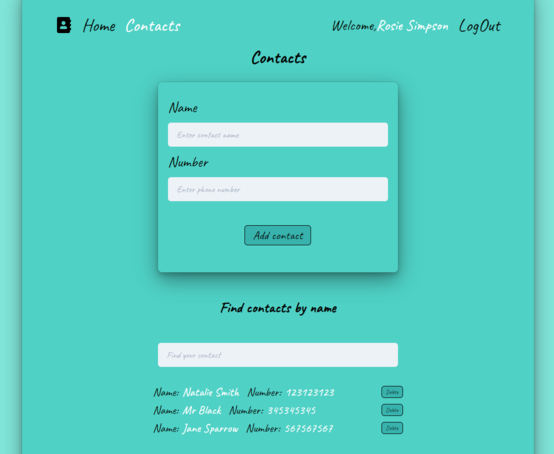 Home Contacts Welcome,Rosie Simpson LogOut
Contacts
Name
Enter contact name
Number
Enter phone number
Add contact
Find contacts by name
Find your contact
Name: Natalie Smith Number: 123123123 Delete
Name: Mr Black Number: 345345345 Delete
Name: Jane Sparrow Number: 567567567 Delete